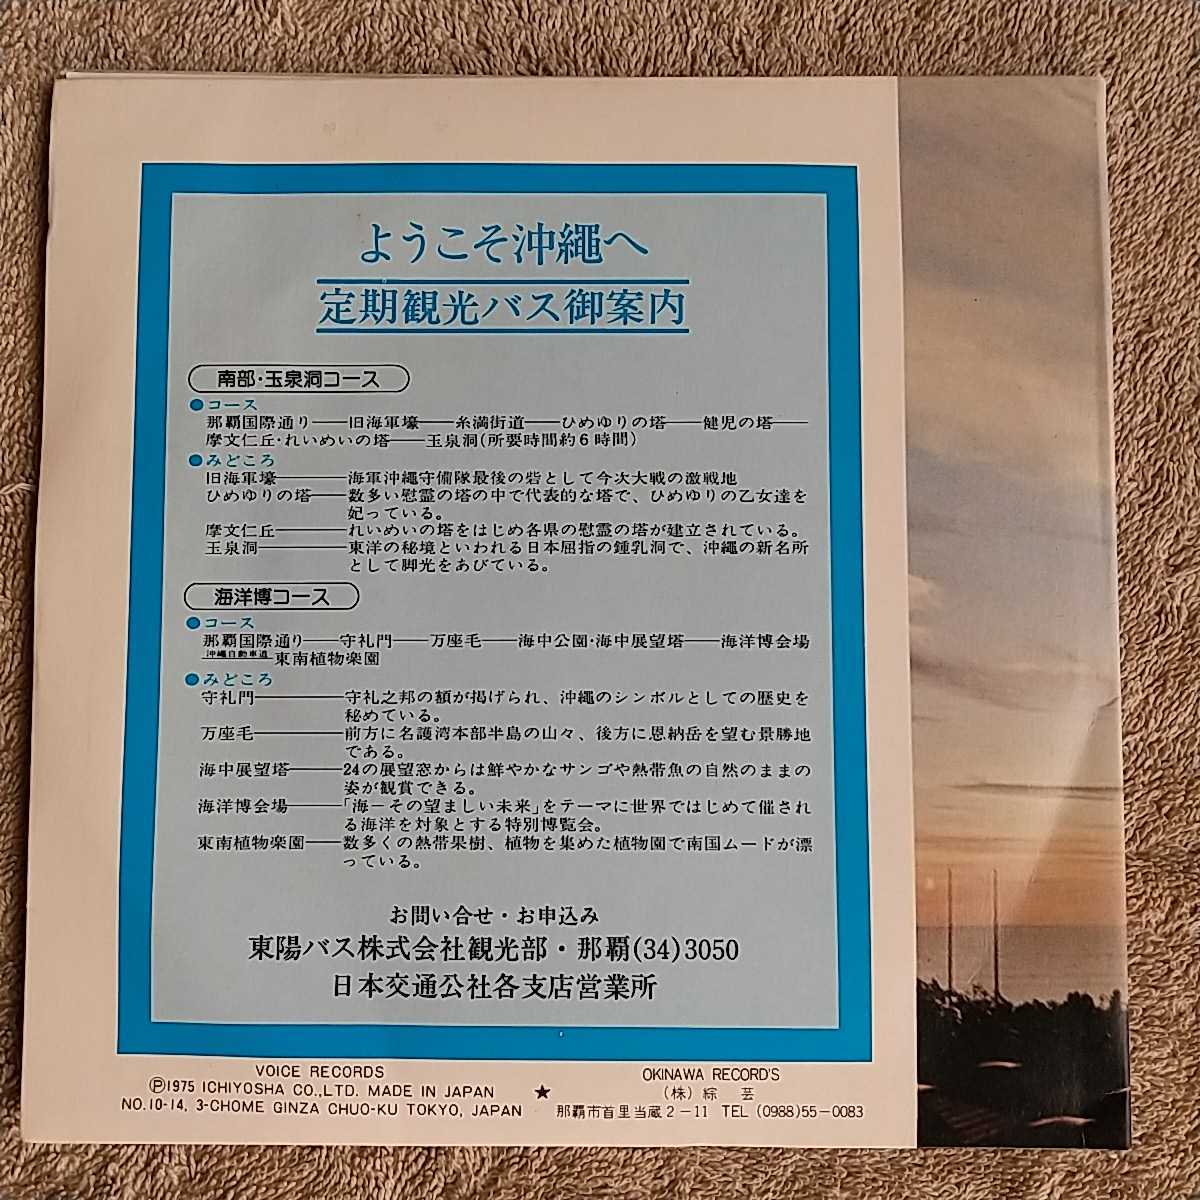 ようこそ沖縄へ
定期観光バス御案内
南部・玉泉洞コース
●コース
那覇国際通り――旧海軍壕――糸満街道――ひめゆりの塔――健児の塔――
摩文仁丘・れいめいの塔――玉泉洞(所要時間約6時間)
●みどころ
旧海軍壕――――海軍沖縄守備隊最後の砦として今次大戦の激戦地
ひめゆりの塔――数多い慰霊の塔の中で代表的な塔で、ひめゆりの乙女達を
妃っている。
摩文仁丘――――れいめいの塔をはじめ各県の慰霊の塔が建立されている。
玉泉洞―――――東洋の秘境といわれる日本屈指の鍾乳洞で、沖縄の新名所
として脚光をあびている。
海洋博コース
●コース
那覇国際通り――守礼門――万座毛――海中公園・海中展望塔――海洋博会場
沖縄自動車道 東南植物楽園
●みどころ
守礼門―――――守礼之邦の額が掲げられ、沖縄のシンボルとしての歴史を
秘めている。
万座毛―――――前方に名護湾本部半島の山々、後方に恩納岳を望む景勝地
である。
海中展望塔―――24の展望窓からは鮮やかなサンゴや熱帯魚の自然のままの
姿が観賞できる。
海洋博会場―――「海－その望ましい未来」をテーマに世界ではじめて催され
る海洋を対象とする特別博覧会。
東南植物楽園――数多くの熱帯果樹、植物を集めた植物園で南国ムードが漂
っている。
お問い合せ・お申込み
東陽バス株式会社観光部・那覇(34)3050
日本交通公社各支店営業所
VOICE RECORDS
Ⓟ1975 ICHIYOSHA CO.,LTD. MADE IN JAPAN
NO.10-14, 3-CHOME GINZA CHUO-KU TOKYO, JAPAN
★
OKINAWA RECORD'S
(株) 綜芸
那覇市首里当蔵2－11 TEL (0988)55－0083